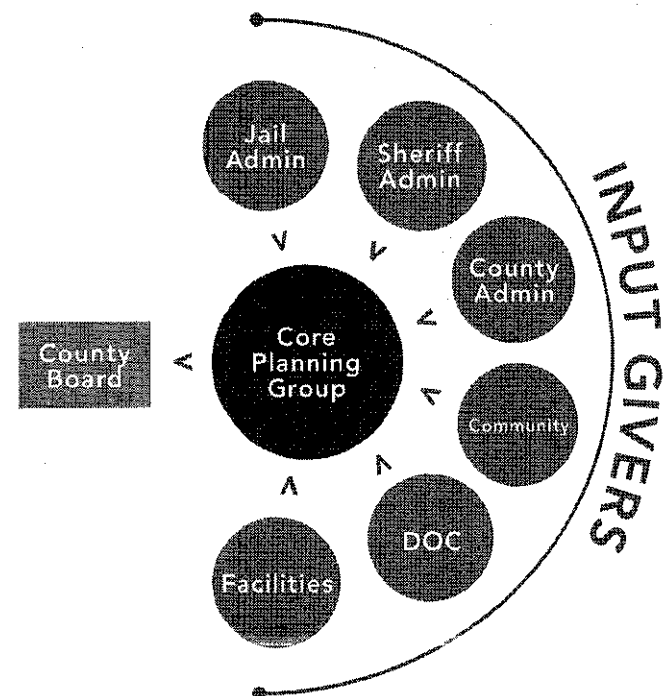 Jail
Admin
Sheriff
Admin
County
Admin
Community
DOC
Facilities
Core
Planning
Group
County
Board
INPUT GIVERS